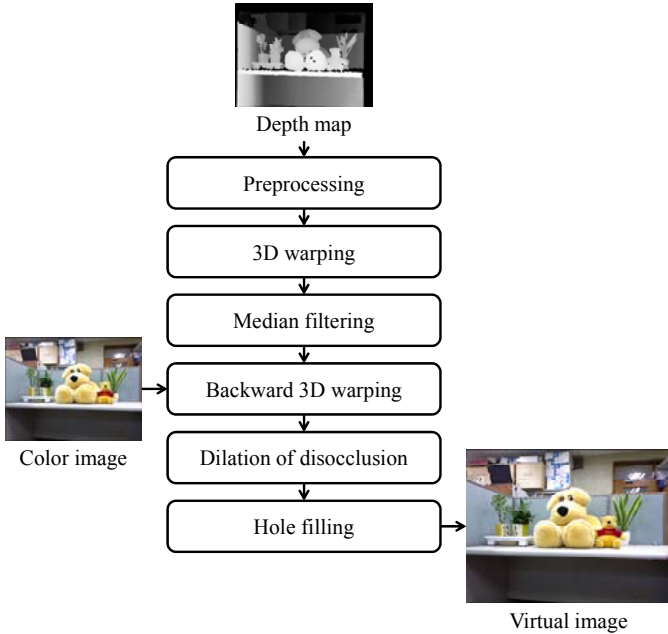 Depth map
Preprocessing
3D warping
Median filtering
Backward 3D warping
Color image
Dilation of disocclusion
Hole filling
Virtual image